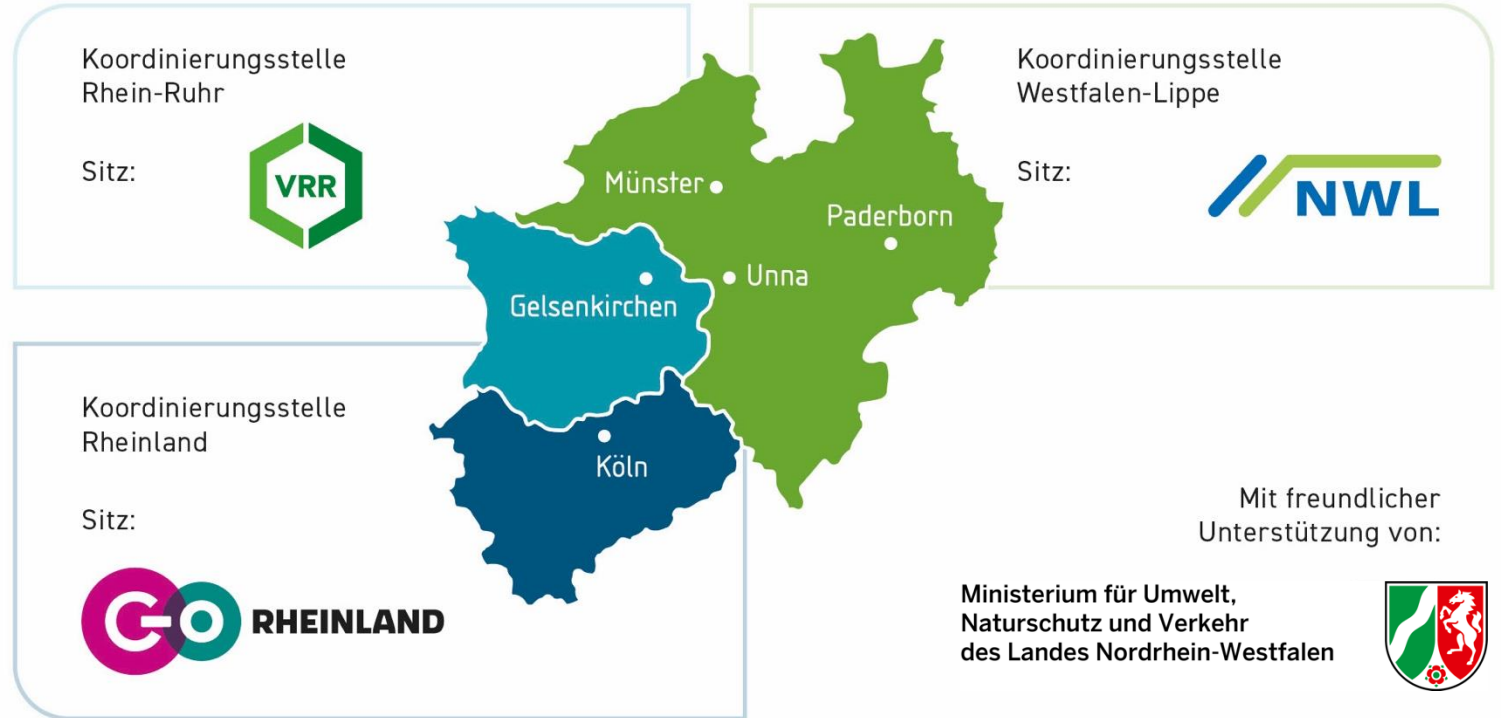 Koordinierungsstelle
Rhein-Ruhr
Sitz:
VRR
Koordinierungsstelle
Westfalen-Lippe
Sitz:
NWL
Münster
Paderborn
Unna
Gelsenkirchen
Köln
Koordinierungsstelle
Rheinland
Sitz:
GO RHEINLAND
Mit freundlicher
Unterstützung von:
Ministerium für Umwelt,
Naturschutz und Verkehr
des Landes Nordrhein-Westfalen